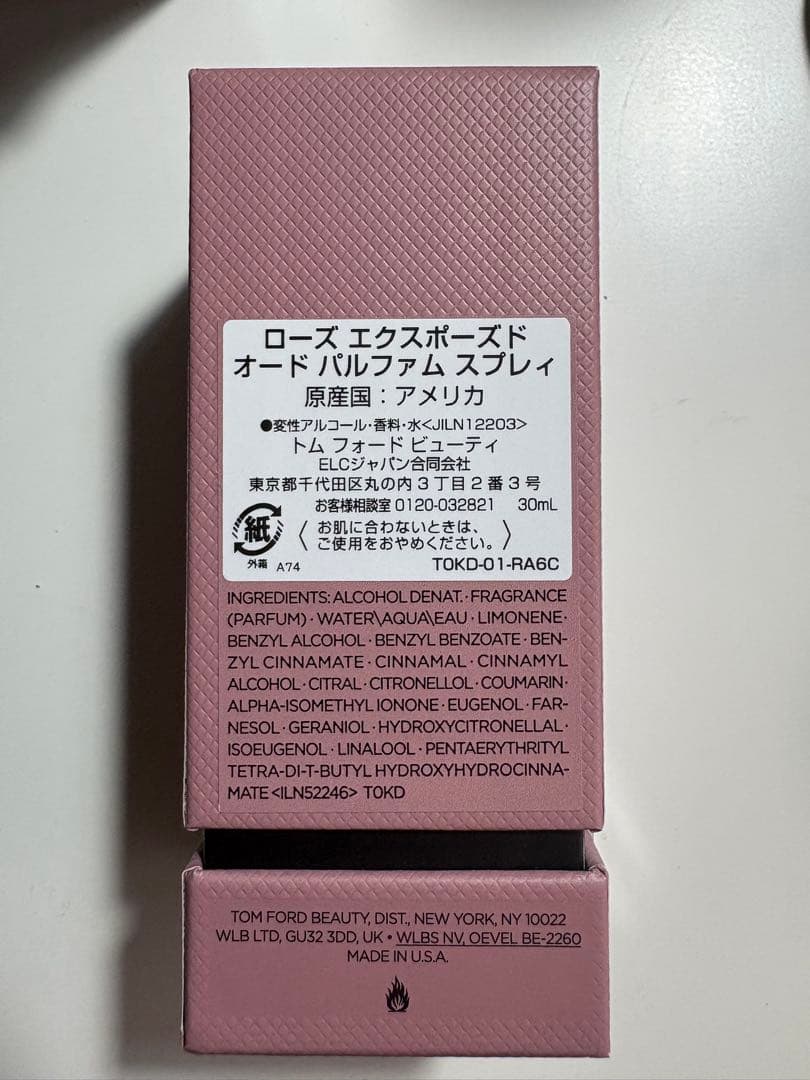 ローズ エクスポーズド
オード パルファム スプレィ
原産国：アメリカ
●変性アルコール・香料・水<JILN12203>
トム フォード ビューティ
ELCジャパン合同会社
東京都千代田区丸の内3丁目2番3号
お客様相談室 0120-032821 30mL
紙
外箱 A74
〈お肌に合わないときは、
ご使用をおやめください。〉
T0KD-01-RA6C
INGREDIENTS: ALCOHOL DENAT. · FRAGRANCE
(PARFUM) · WATER\AQUA\EAU · LIMONENE ·
BENZYL ALCOHOL · BENZYL BENZOATE · BEN-
ZYL CINNAMATE · CINNAMAL · CINNAMYL
ALCOHOL · CITRAL · CITRONELLOL · COUMARIN ·
ALPHA-ISOMETHYL IONONE · EUGENOL · FAR-
NESOL · GERANIOL · HYDROXYCITRONELLAL ·
ISOEUGENOL · LINALOOL · PENTAERYTHRITYL
TETRA-DI-T-BUTYL HYDROXYHYDROCINNA-
MATE <ILN52246> T0KD
TOM FORD BEAUTY, DIST., NEW YORK, NY 10022
WLB LTD, GU32 3DD, UK • WLBS NV, OEVEL BE-2260
MADE IN U.S.A.